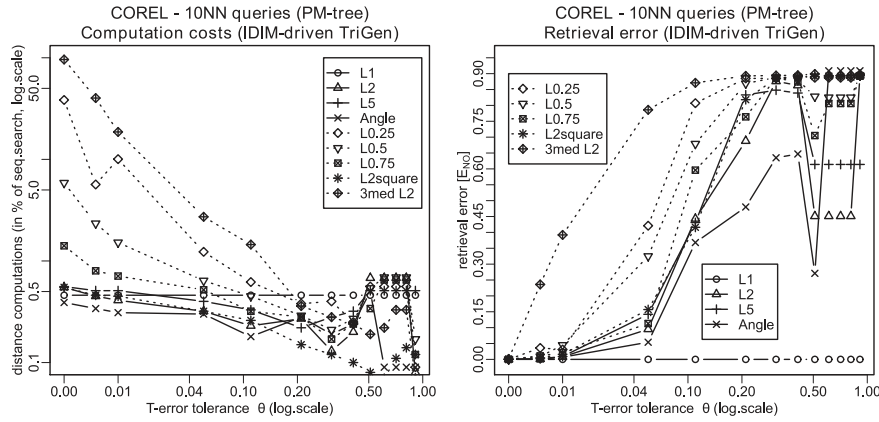 COREL - 10NN queries (PM-tree)
Computation costs (IDIM-driven TriGen)
distance computations (in % of seq.search, log.scale)
50.0
5.0
0.5
0.1
L1
L2
L5
Angle
L0.25
L0.5
L0.75
L2square
3med L2
0.00
0.01
0.10
0.20
0.50
1.00
T-error tolerance θ (log.scale)
COREL - 10NN queries (PM-tree)
Retrieval error (IDIM-driven TriGen)
retrieval error [E_NO]
0.90
0.75
0.60
0.45
0.30
0.15
0.00
L0.25
L0.5
L0.75
L2square
3med L2
L1
L2
L5
Angle
0.00
0.01
0.10
0.20
0.50
1.00
T-error tolerance θ (log.scale)